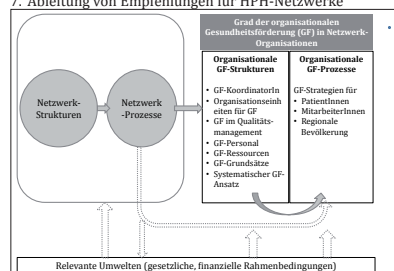 7. Ableitung von Empfehlungen für HPH-Netzwerke
Grad der organisationalen
Gesundheitsförderung (GF) in Netzwerk-
Organisationen
Netzwerk-
Strukturen
Netzwerk
-Prozesse
Organisationale
GF-Strukturen
• GF-KoordinatorIn
• Organisationseinh
eiten für GF
• GF im Qualitäts-
management
• GF-Personal
• GF-Ressourcen
• GF-Grundsätze
• Systematischer GF-
Ansatz
Organisationale
GF-Prozesse
GF-Strategien für
• PatientInnen
• MitarbeiterInnen
• Regionale
Bevölkerung
Relevante Umwelten (gesetzliche, finanzielle Rahmenbedingungen)